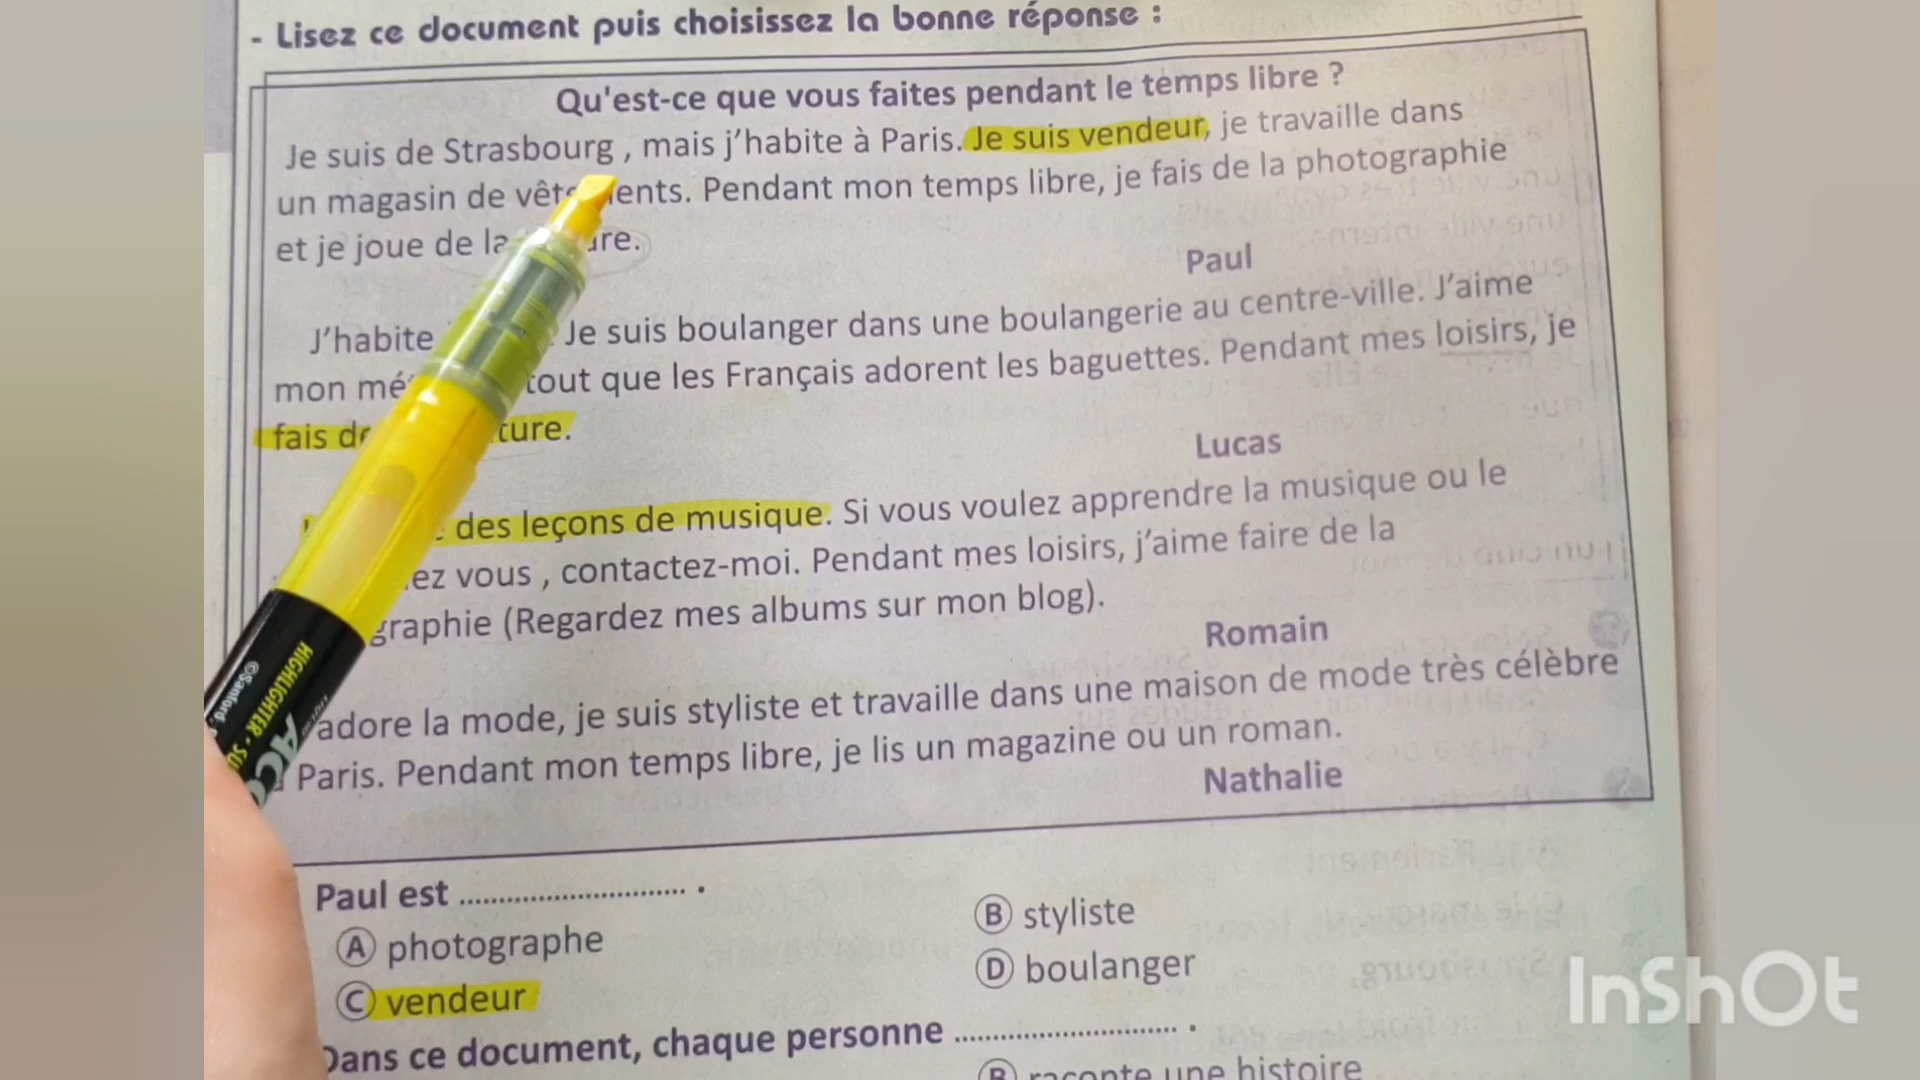 - Lisez ce document puis choisissez la bonne réponse :
Qu'est-ce que vous faites pendant le temps libre ?
Je suis de Strasbourg , mais j'habite à Paris. Je suis vendeur, je travaille dans
un magasin de vêtements. Pendant mon temps libre, je fais de la photographie
et je joue de la
Paul
J'habite Je suis boulanger dans une boulangerie au centre-ville. J'aime
mon tout que les Français adorent les baguettes. Pendant mes loisirs, je
fais
Lucas
des leçons de musique. Si vous voulez apprendre la musique ou le
vous , contactez-moi. Pendant mes loisirs, j'aime faire de la
graphie (Regardez mes albums sur mon blog).
Romain
adore la mode, je suis styliste et travaille dans une maison de mode très célèbre
Paris. Pendant mon temps libre, je lis un magazine ou un roman.
Nathalie
Paul est .......................... .
A photographe
B styliste
C vendeur
D boulanger
Dans ce document, chaque personne .......................... .
B raconte une histoire
HIGHLIGHTER
©Sanford
InShOt